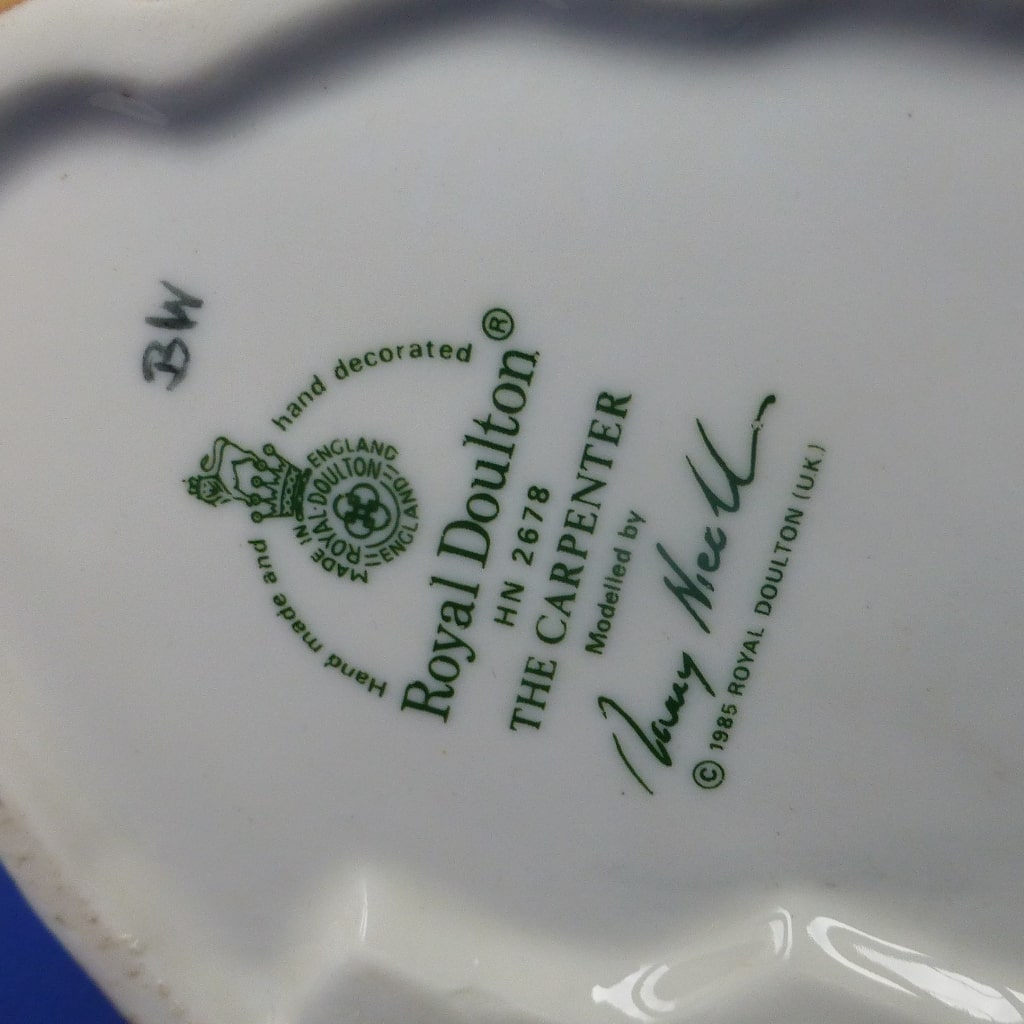 BW
Hand made and hand decorated
MADE IN ENGLAND
ROYAL·DOULTON
ENGLAND
Royal Doulton®
HN 2678
THE CARPENTER
Modelled by
© 1985 ROYAL DOULTON (U.K.)